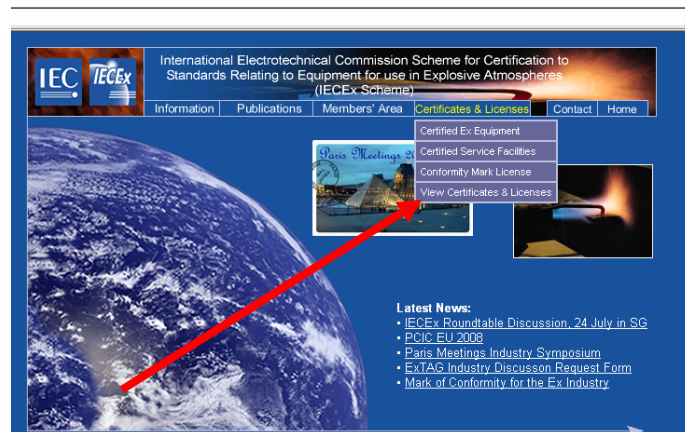 International Electrotechnical Commission Scheme for Certification to
Standards Relating to Equipment for use in Explosive Atmospheres
(IECEx Scheme)
IEC IECEx
Information Publications Members' Area Certificates & Licenses Contact Home
Certified Ex Equipment
Certified Service Facilities
Conformity Mark License
View Certificates & Licenses
Paris Meetings
Latest News:
• IECEx Roundtable Discussion, 24 July in SG
• PCIC EU 2008
• Paris Meetings Industry Symposium
• ExTAG Industry Discusson Request Form
• Mark of Conformity for the Ex Industry